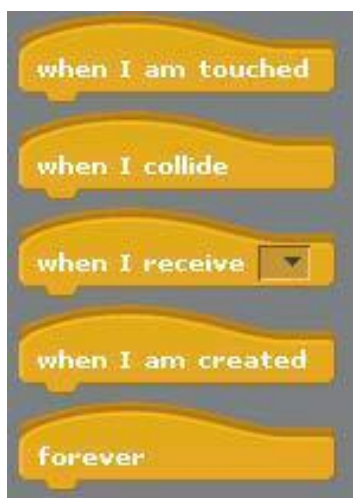 when I am touched
when I collide
when I receive
when I am created
forever